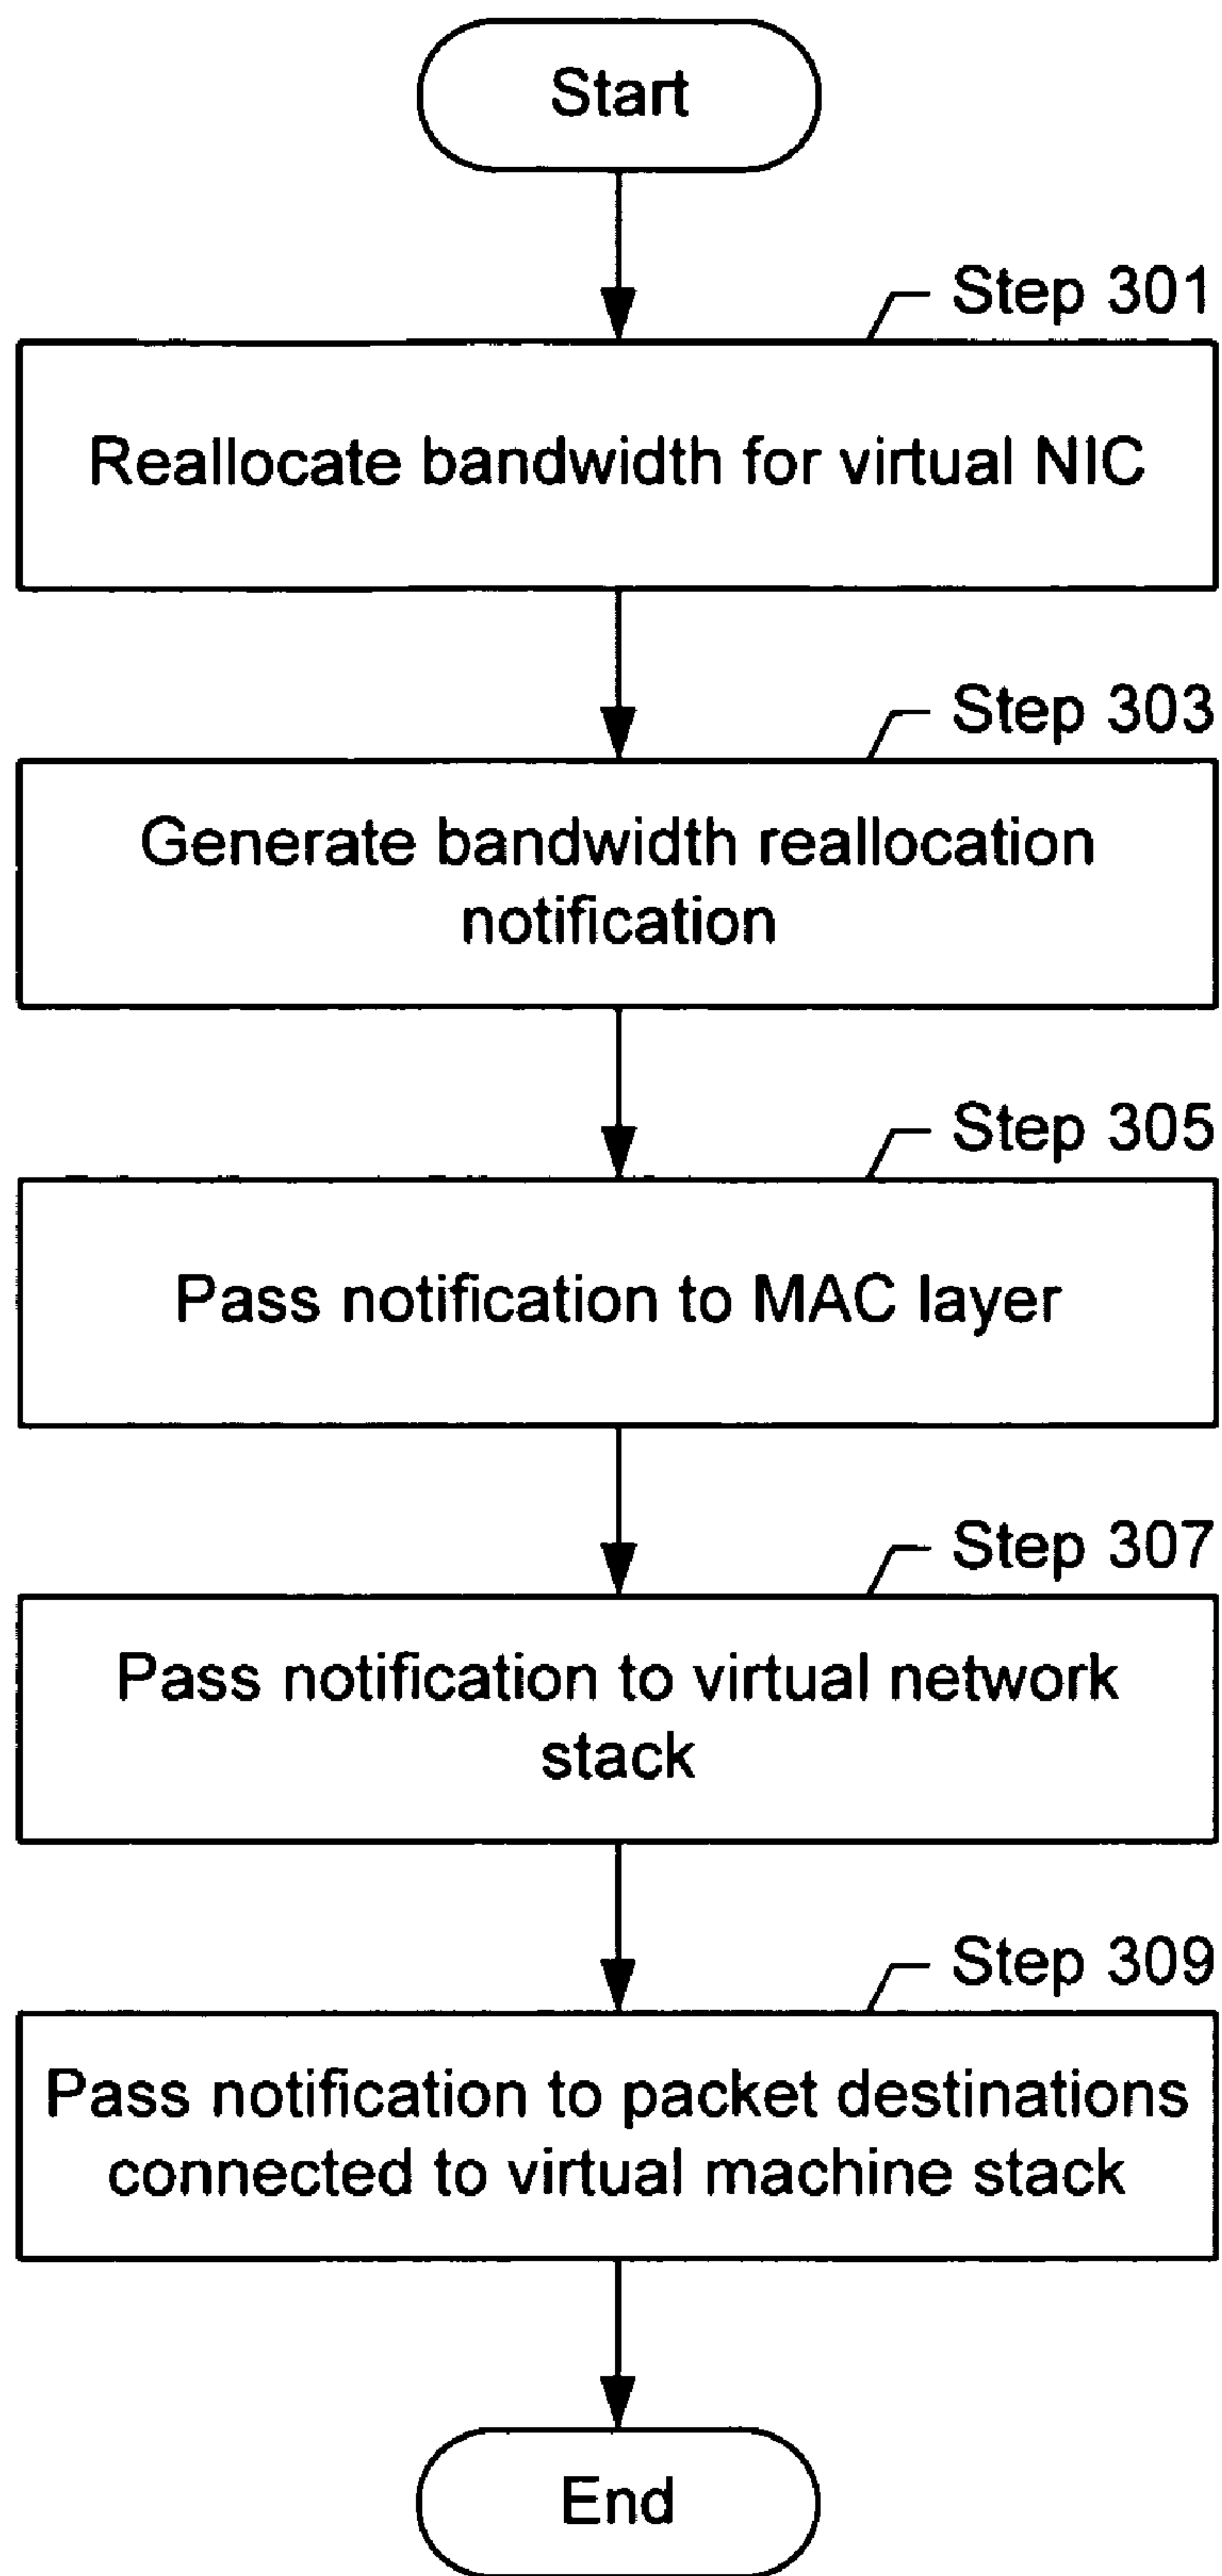 Start
Step 301
Reallocate bandwidth for virtual NIC
Step 303
Generate bandwidth reallocation
notification
Step 305
Pass notification to MAC layer
Step 307
Pass notification to virtual network
stack
Step 309
Pass notification to packet destinations
connected to virtual machine stack
End